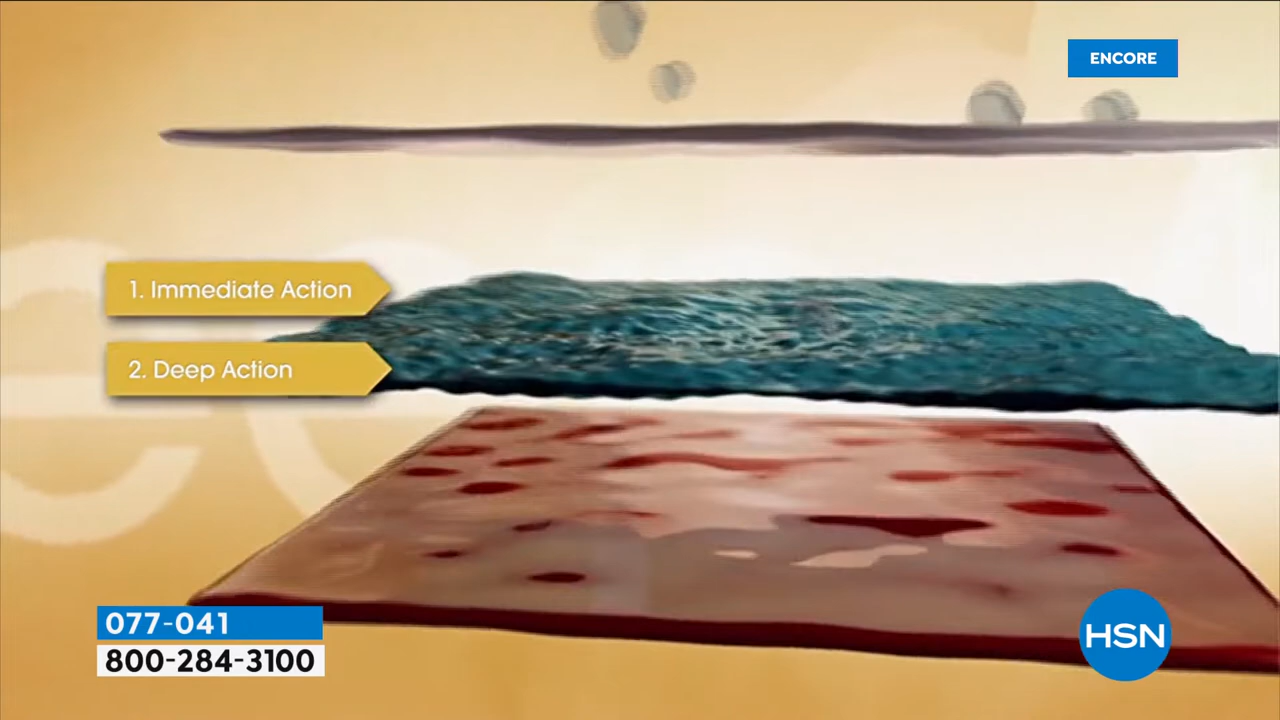 ENCORE
1. Immediate Action
2. Deep Action
077-041
800-284-3100
HSN